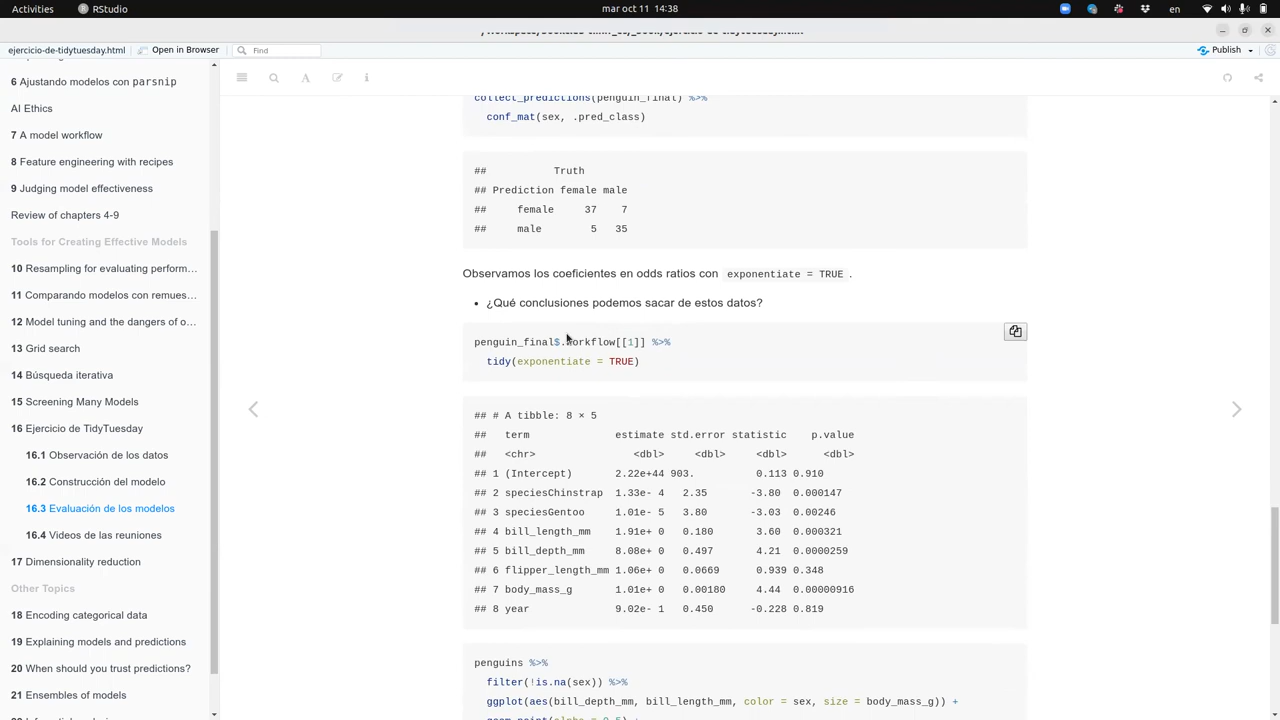 Activities RStudio mar oct 11 14:38 en
ejercicio-de-tidytuesday.html Open in Browser Find Publish
6 Ajustando modelos con parsnip
AI Ethics
7 A model workflow
8 Feature engineering with recipes
9 Judging model effectiveness
Review of chapters 4-9
Tools for Creating Effective Models
10 Resampling for evaluating perform…
11 Comparando modelos con remues…
12 Model tuning and the dangers of o…
13 Grid search
14 Búsqueda iterativa
15 Screening Many Models
16 Ejercicio de TidyTuesday
16.1 Observación de los datos
16.2 Construcción del modelo
16.3 Evaluación de los modelos
16.4 Videos de las reuniones
17 Dimensionality reduction
Other Topics
18 Encoding categorical data
19 Explaining models and predictions
20 When should you trust predictions?
21 Ensembles of models
collect_predictions(penguin_final) %>%
conf_mat(sex, .pred_class)
## Truth
## Prediction female male
## female 37 7
## male 5 35
Observamos los coeficientes en odds ratios con exponentiate = TRUE .
• ¿Qué conclusiones podemos sacar de estos datos?
penguin_final$.workflow[[1]] %>%
tidy(exponentiate = TRUE)
## # A tibble: 8 × 5
## term estimate std.error statistic p.value
## <chr> <dbl> <dbl> <dbl> <dbl>
## 1 (Intercept) 2.22e+44 903. 0.113 0.910
## 2 speciesChinstrap 1.33e- 4 2.35 -3.80 0.000147
## 3 speciesGentoo 1.01e- 5 3.80 -3.03 0.00246
## 4 bill_length_mm 1.91e+ 0 0.180 3.60 0.000321
## 5 bill_depth_mm 8.08e+ 0 0.497 4.21 0.0000259
## 6 flipper_length_mm 1.06e+ 0 0.0669 0.939 0.348
## 7 body_mass_g 1.01e+ 0 0.00180 4.44 0.00000916
## 8 year 9.02e- 1 0.450 -0.228 0.819
penguins %>%
filter(!is.na(sex)) %>%
ggplot(aes(bill_depth_mm, bill_length_mm, color = sex, size = body_mass_g)) +